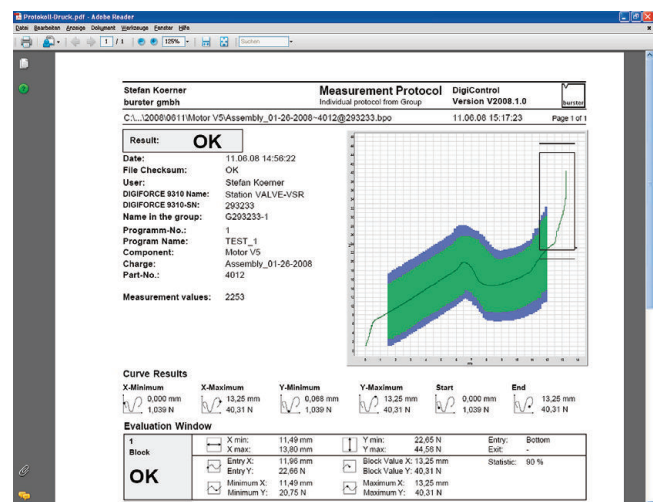 Protokoll-Druck.pdf - Adobe Reader
Datei Bearbeiten Anzeige Dokument Werkzeuge Fenster Hilfe
1 / 1 125% Suchen
Stefan Koerner Measurement Protocol DigiControl
burster gmbh Individual protocol from Group Version V2008.1.0 burster
C:\...\2008\0611\Motor V5\Assembly_01-26-2008~4012@293233.bpo 11.06.08 15:17:23 Page 1 of 1
Result: OK
Date: 11.06.08 14:56:22
File Checksum: OK
User: Stefan Koerner
DIGIFORCE 9310 Name: Station VALVE-VSR
DIGIFORCE 9310-SN: 293233
Name in the group: G293233-1
Programm-No.: 1
Program Name: TEST_1
Component: Motor V5
Charge: Assembly_01-26-2008
Part-No.: 4012
Measurement values: 2253
Curve Results
X-Minimum X-Maximum Y-Minimum Y-Maximum Start End
0,000 mm 13,25 mm 0,068 mm 13,25 mm 0,000 mm 13,25 mm
1,039 N 40,31 N 1,039 N 40,31 N 1,039 N 40,31 N
Evaluation Window
1 X min: 11,49 mm Y min: 22,65 N Entry: Bottom
Block X max: 13,80 mm Y max: 44,58 N Exit: -
OK Entry X: 11,96 mm Block Value X: 13,25 mm Statistic: 90 %
Entry Y: 22,66 N Block Value Y: 40,31 N
Minimum X: 11,49 mm Maximum X: 13,25 mm
Minimum Y: 20,75 N Maximum Y: 40,31 N